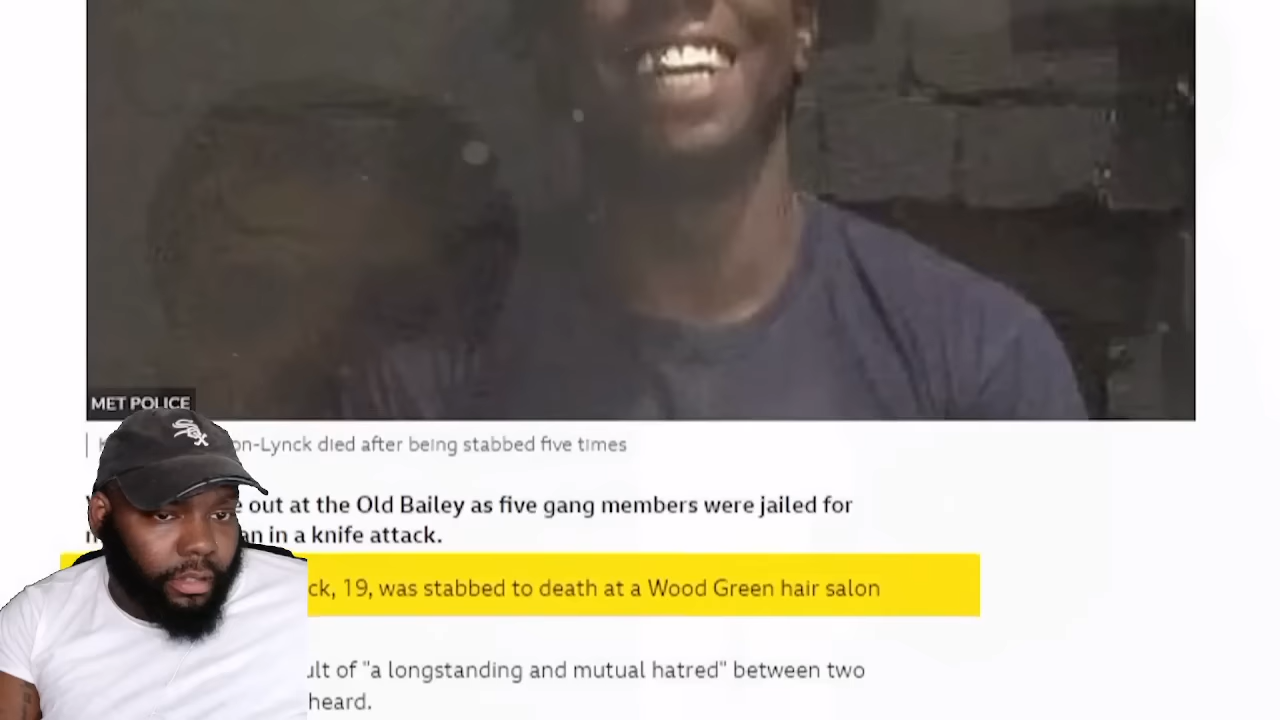 MET POLICE
on-Lynck died after being stabbed five times
out at the Old Bailey as five gang members were jailed for
an in a knife attack.
ck, 19, was stabbed to death at a Wood Green hair salon
ult of "a longstanding and mutual hatred" between two
heard.